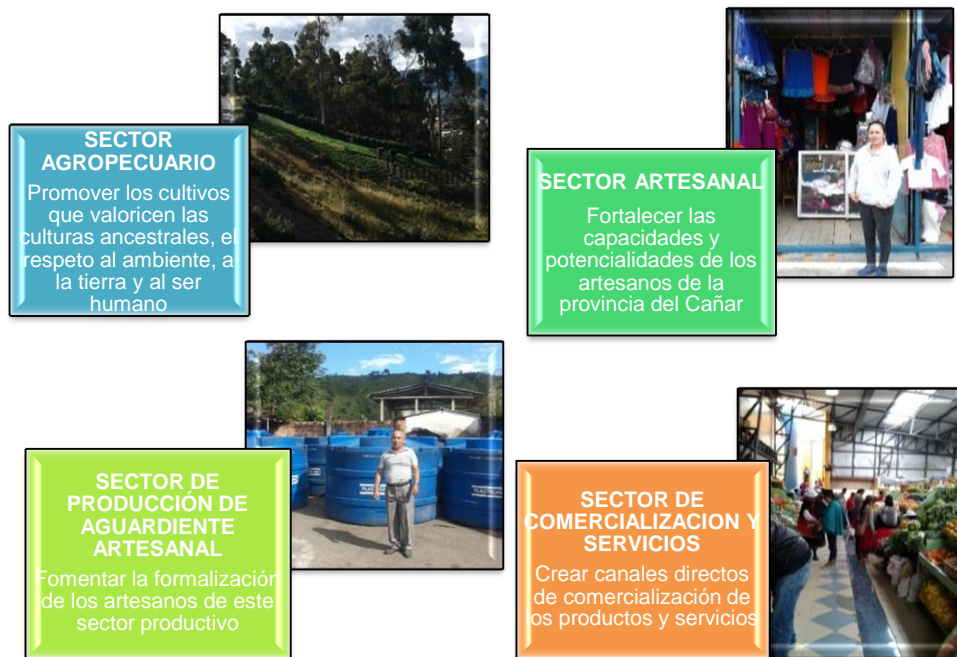 SECTOR
AGROPECUARIO
Promover los cultivos
que valoricen las
culturas ancestrales, el
respeto al ambiente, a
la tierra y al ser
humano
SECTOR ARTESANAL
Fortalecer las
capacidades y
potencialidades de los
artesanos de la
provincia del Cañar
SECTOR DE
PRODUCCIÓN DE
AGUARDIENTE
ARTESANAL
Fomentar la formalización
de los artesanos de este
sector productivo
SECTOR DE
COMERCIALIZACION Y
SERVICIOS
Crear canales directos
de comercialización de
los productos y servicios